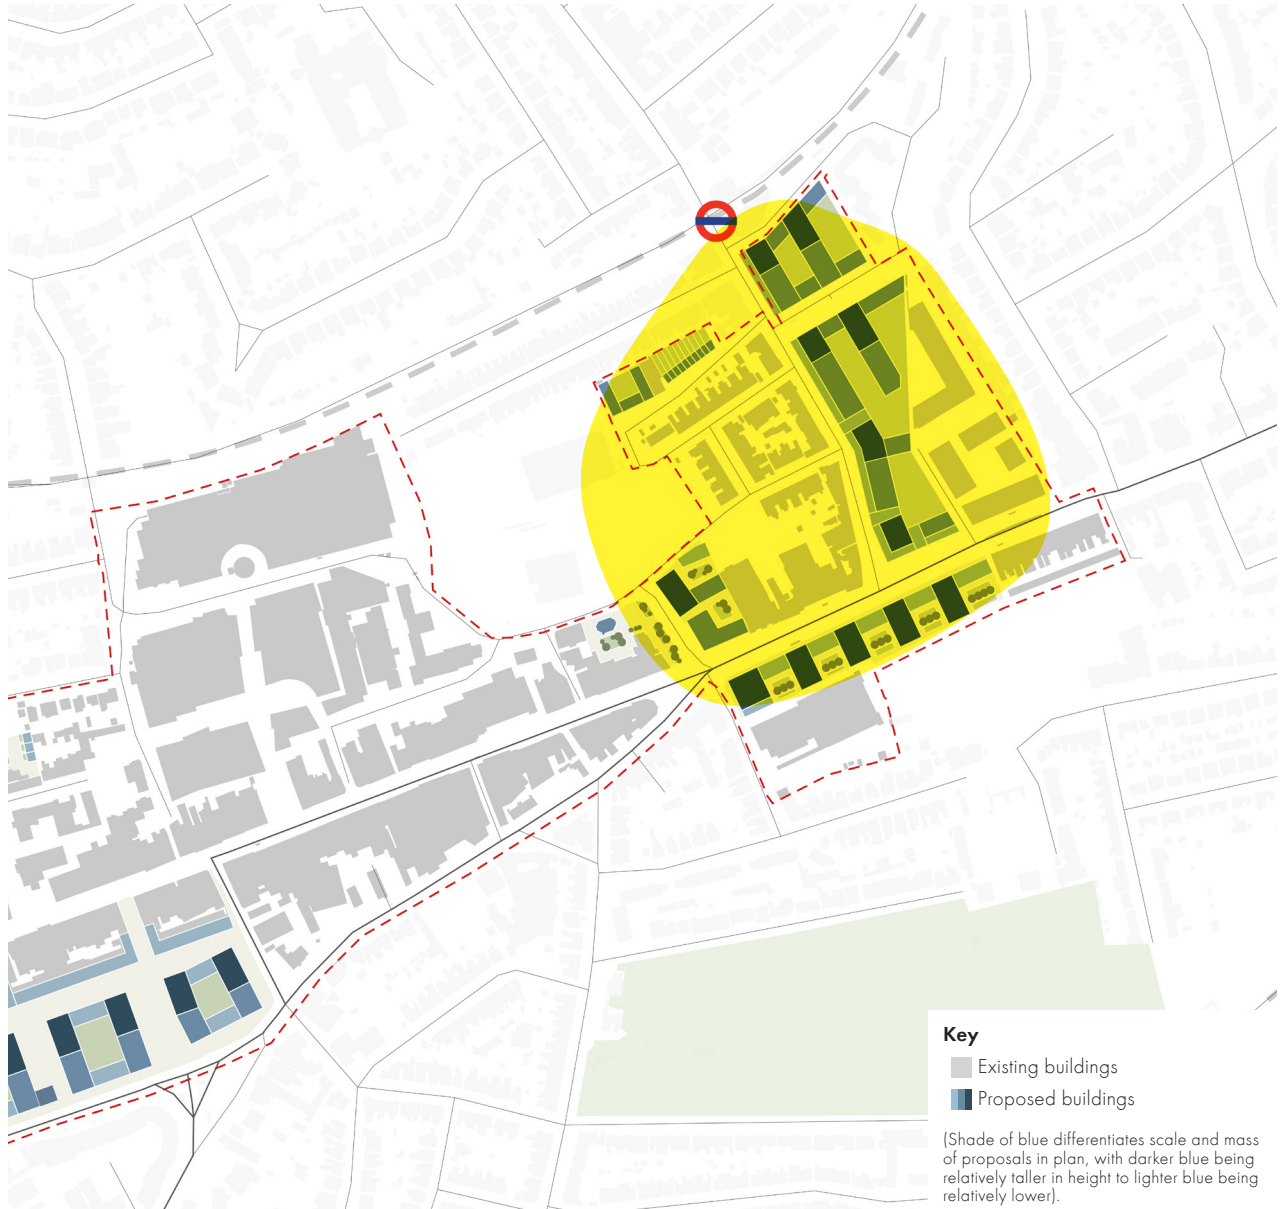 Key
Existing buildings
Proposed buildings
(Shade of blue differentiates scale and mass
of proposals in plan, with darker blue being
relatively taller in height to lighter blue being
relatively lower).